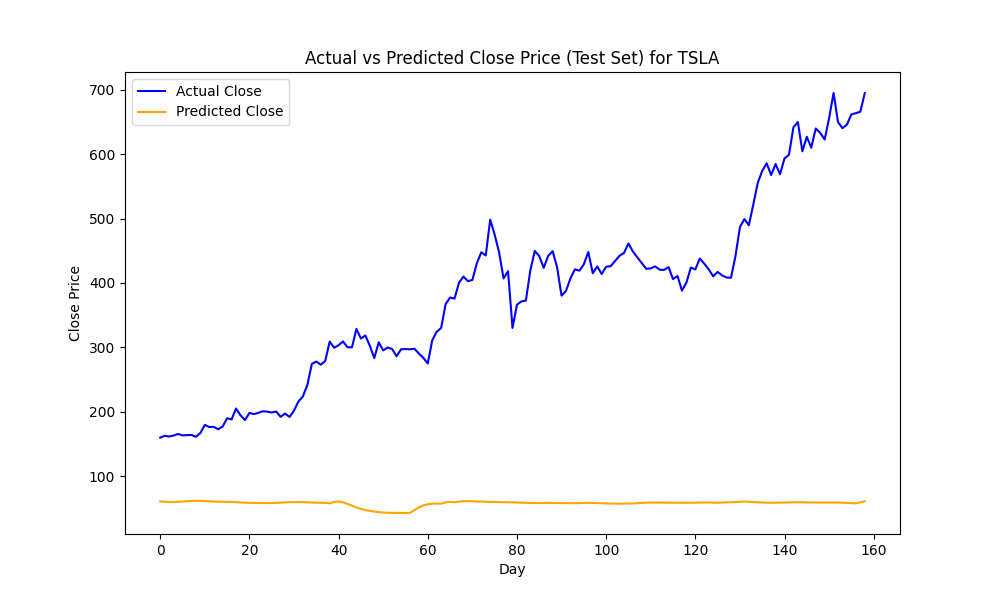 Actual vs Predicted Close Price (Test Set) for TSLA
Actual Close
Predicted Close
700
600
500
400
300
200
100
Close Price
0 20 40 60 80 100 120 140 160
Day